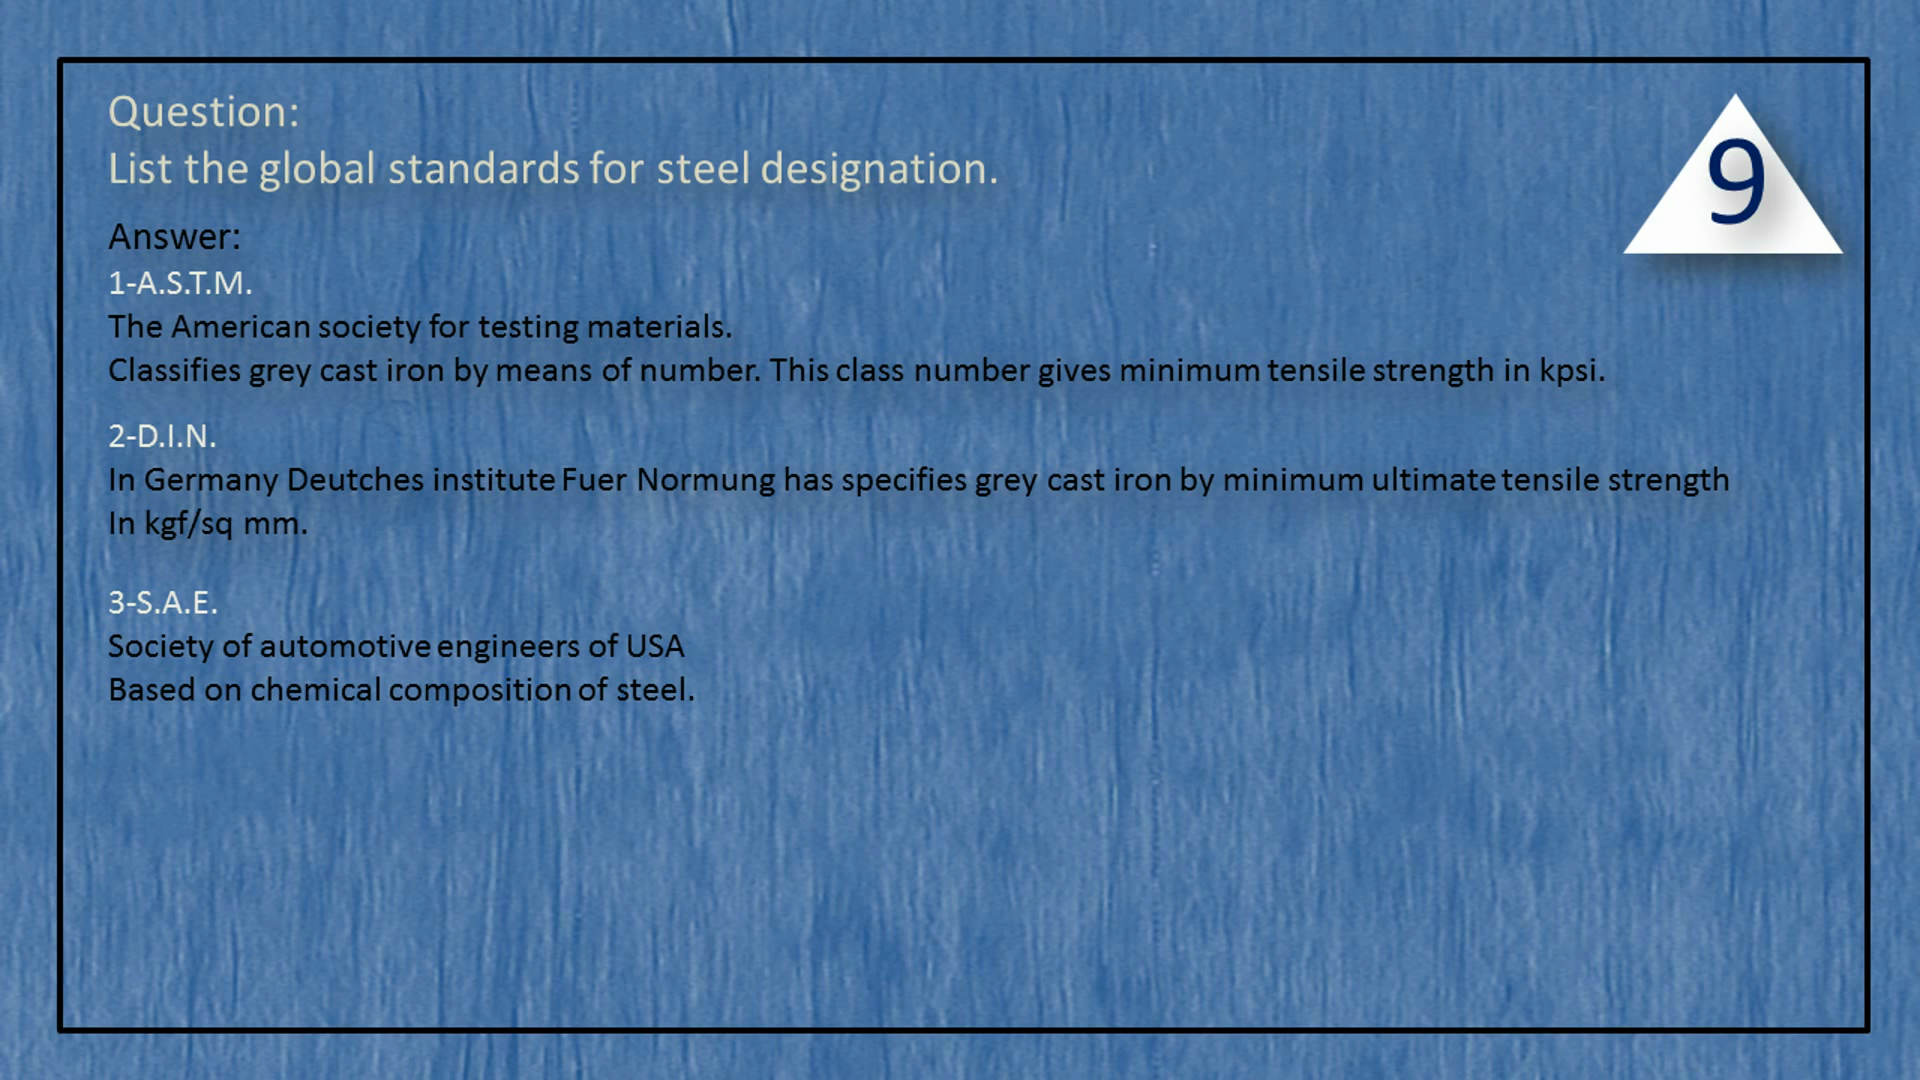 Question:
List the global standards for steel designation.
9
Answer:
1-A.S.T.M.
The American society for testing materials.
Classifies grey cast iron by means of number. This class number gives minimum tensile strength in kpsi.
2-D.I.N.
In Germany Deutches institute Fuer Normung has specifies grey cast iron by minimum ultimate tensile strength
In kgf/sq mm.
3-S.A.E.
Society of automotive engineers of USA
Based on chemical composition of steel.